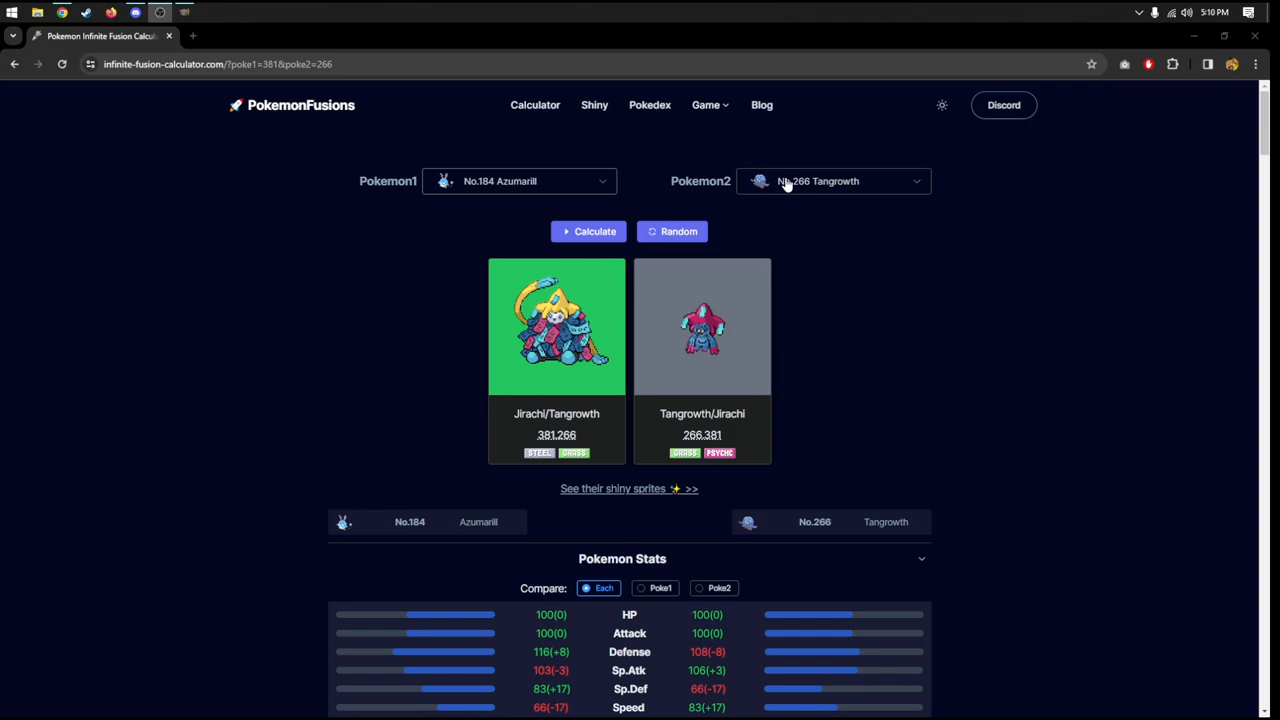 5:10 PM
Pokemon Infinite Fusion Calcul
infinite-fusion-calculator.com/?poke1=381&poke2=266
PokemonFusions
Calculator Shiny Pokedex Game Blog Discord
Pokemon1 No.184 Azumarill Pokemon2 No.266 Tangrowth
Calculate Random
Jirachi/Tangrowth Tangrowth/Jirachi
381.266 266.381
STEEL GRASS GRASS PSYCHC
See their shiny sprites ✨ >>
No.184 Azumarill No.266 Tangrowth
Pokemon Stats
Compare: Each Poke1 Poke2
100(0) HP 100(0)
100(0) Attack 100(0)
116(+8) Defense 108(-8)
103(-3) Sp.Atk 106(+3)
83(+17) Sp.Def 66(-17)
66(-17) Speed 83(+17)